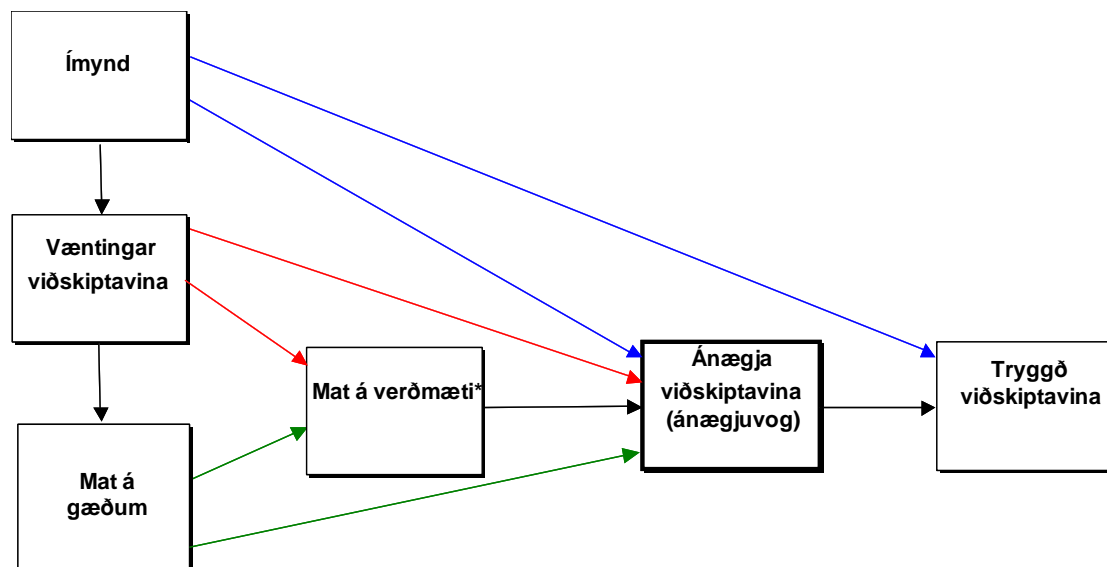 Ímynd
Væntingar
viðskiptavina
Mat á
gæðum
Mat á verðmæti*
Ánægja
viðskiptavina
(ánægjuvog)
Tryggð
viðskiptavina